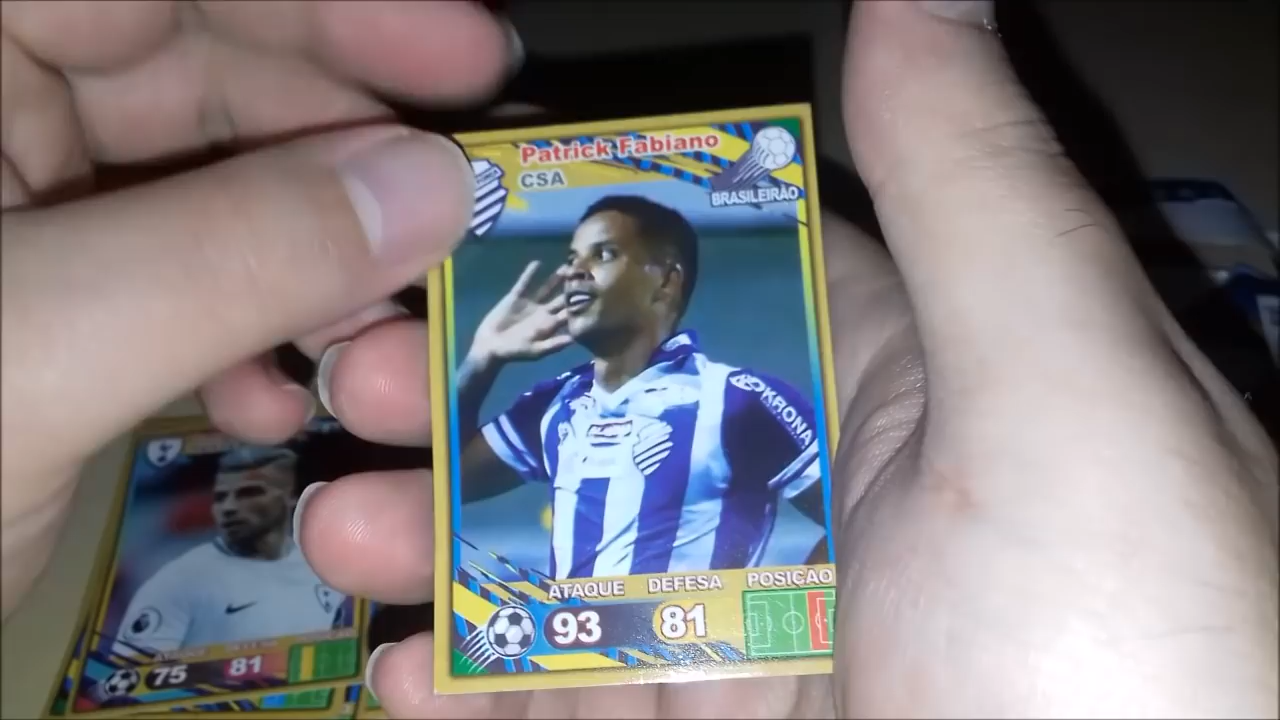 Patrick Fabiano
CSA
BRASILEIRÃO
KRONA
ATAQUE DEFESA POSIÇÃO
93 81
75 81